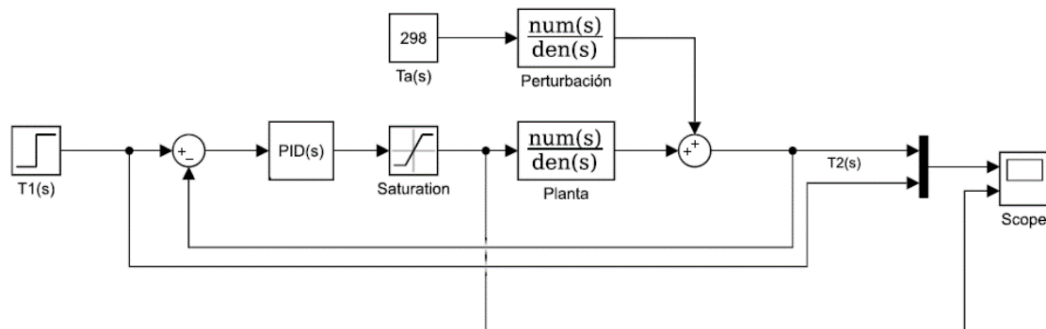 298
Ta(s)
num(s)
den(s)
Perturbación
T1(s)
+
−
PID(s)
Saturation
num(s)
den(s)
Planta
+
+
T2(s)
Scope